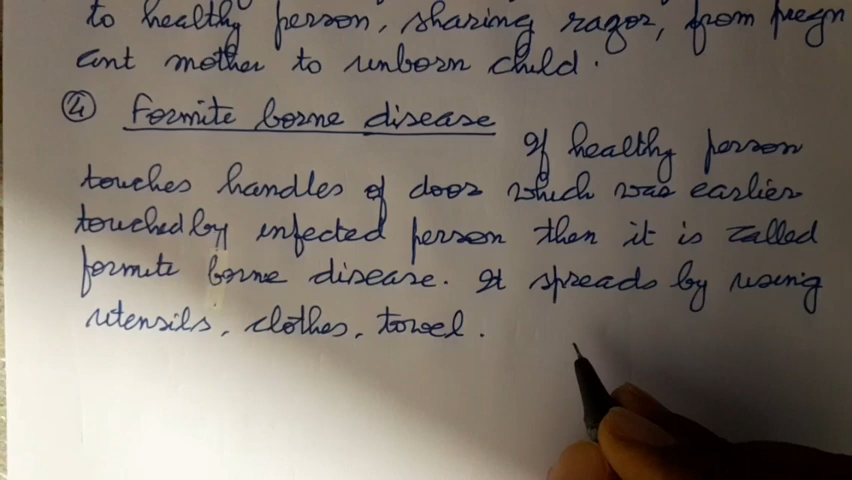 to healthy person, sharing razor, from pregn
ant mother to unborn child.
④ Formite borne disease
If healthy person
touches handles of door which was earlier
touched by infected person then it is called
formite borne disease. It spreads by using
utensils, clothes, towel.